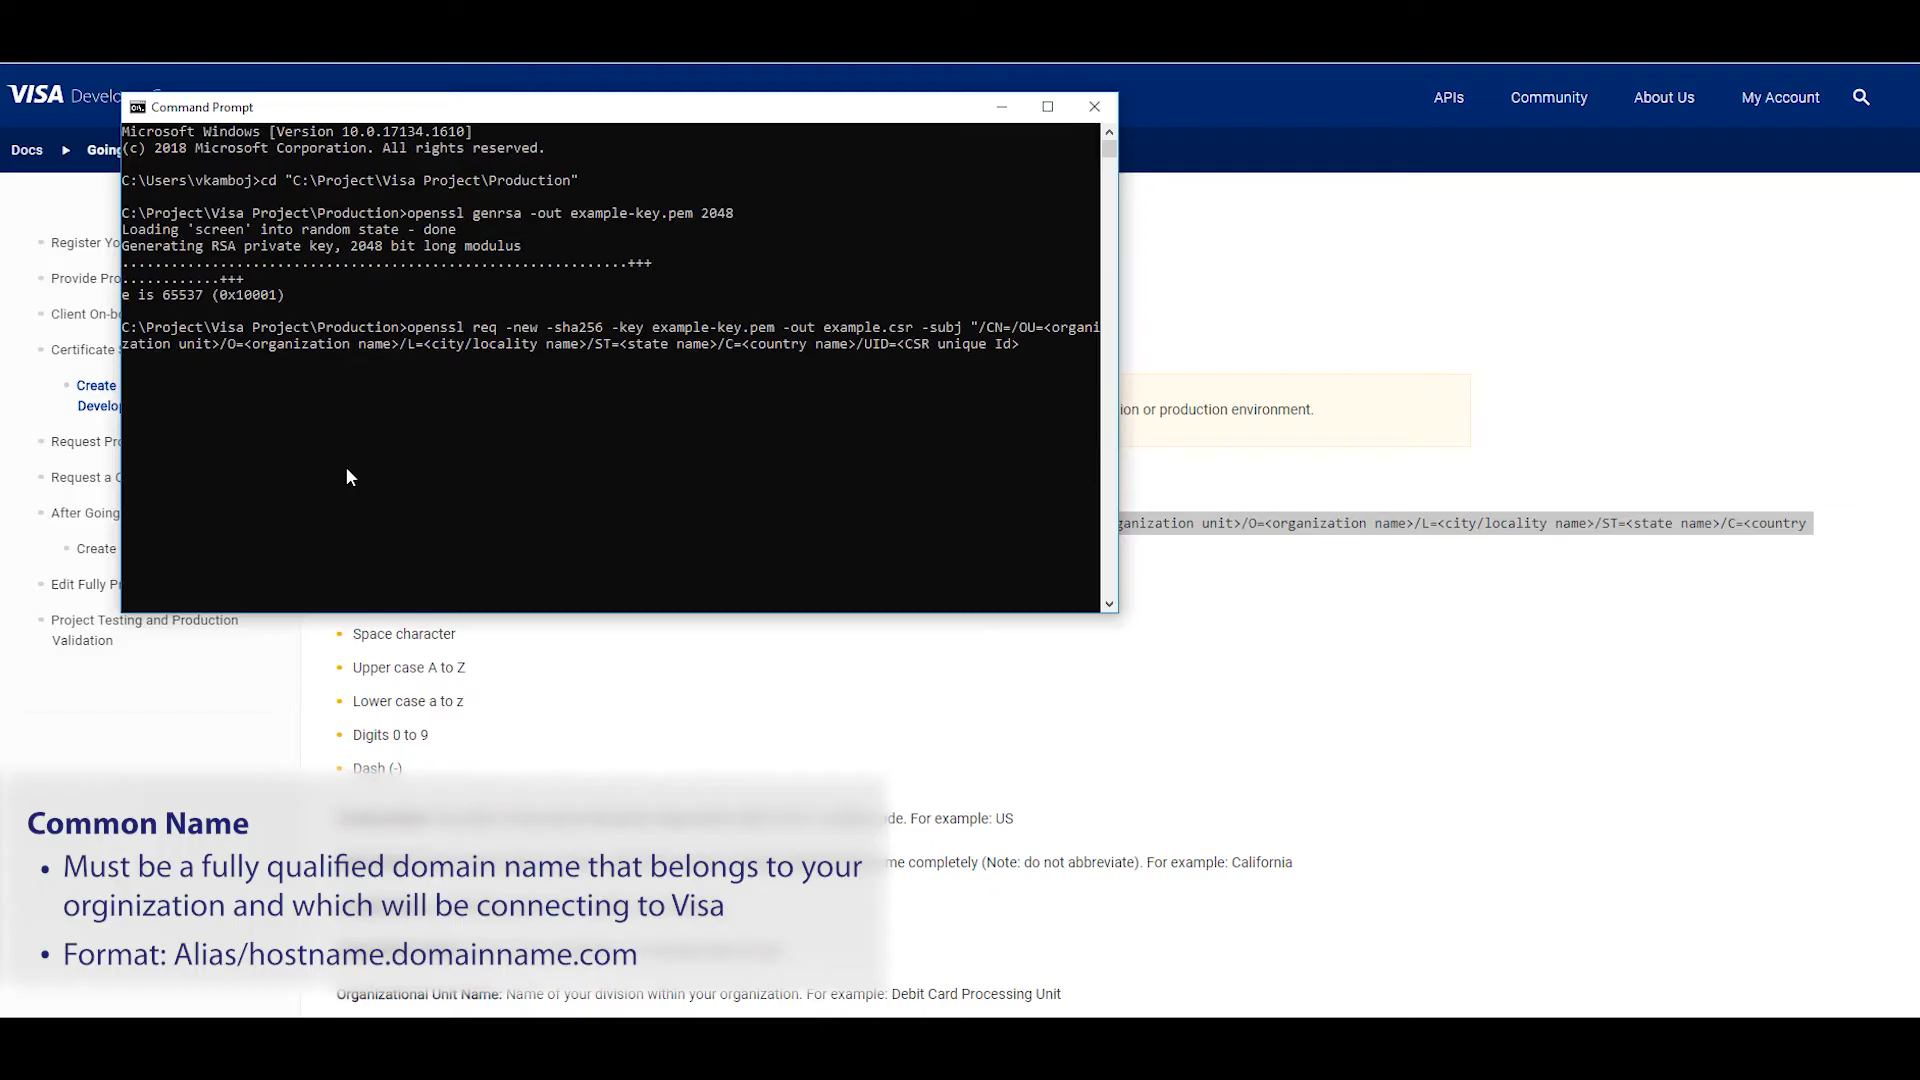 VISA Develo
APIs
Community
About Us
My Account
Docs
Going
Command Prompt
Microsoft Windows [Version 10.0.17134.1610]
(c) 2018 Microsoft Corporation. All rights reserved.
C:\Users\vkamboj>cd "C:\Project\Visa Project\Production"
C:\Project\Visa Project\Production>openssl genrsa -out example-key.pem 2048
Loading 'screen' into random state - done
Generating RSA private key, 2048 bit long modulus
..............................................................+++
............+++
e is 65537 (0x10001)
C:\Project\Visa Project\Production>openssl req -new -sha256 -key example-key.pem -out example.csr -subj "/CN=/OU=<organi
zation unit>/O=<organization name>/L=<city/locality name>/ST=<state name>/C=<country name>/UID=<CSR unique Id>
Register Yo
Provide Pro
Client On-bo
Certificate S
Create
Develop
Request Pro
Request a C
After Going
Create
Edit Fully Pr
Project Testing and Production
Validation
ion or production environment.
ganization unit>/O=<organization name>/L=<city/locality name>/ST=<state name>/C=<country
Space character
Upper case A to Z
Lower case a to z
Digits 0 to 9
Dash (-)
de. For example: US
me completely (Note: do not abbreviate). For example: California
Common Name
• Must be a fully qualified domain name that belongs to your
orginization and which will be connecting to Visa
• Format: Alias/hostname.domainname.com
Organizational Unit Name: Name of your division within your organization. For example: Debit Card Processing Unit